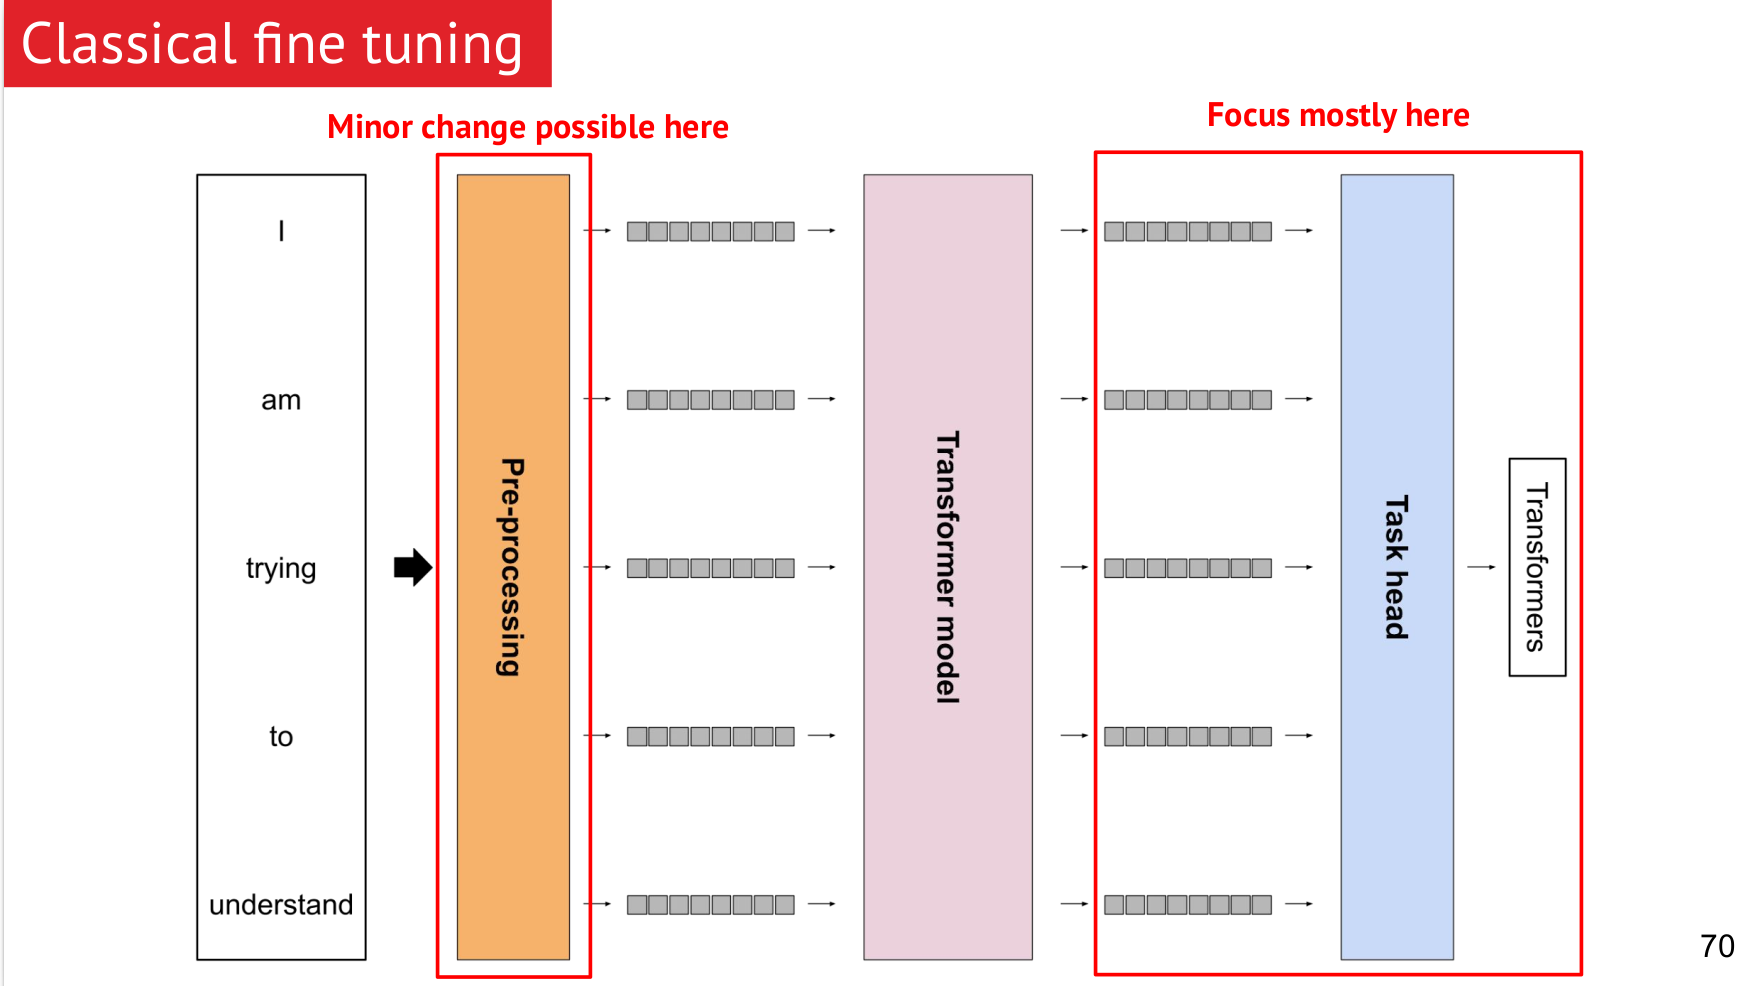 Classical fine tuning
Minor change possible here
Focus mostly here
I
am
trying
to
understand
Pre-processing
Transformer model
Task head
Transformers
70